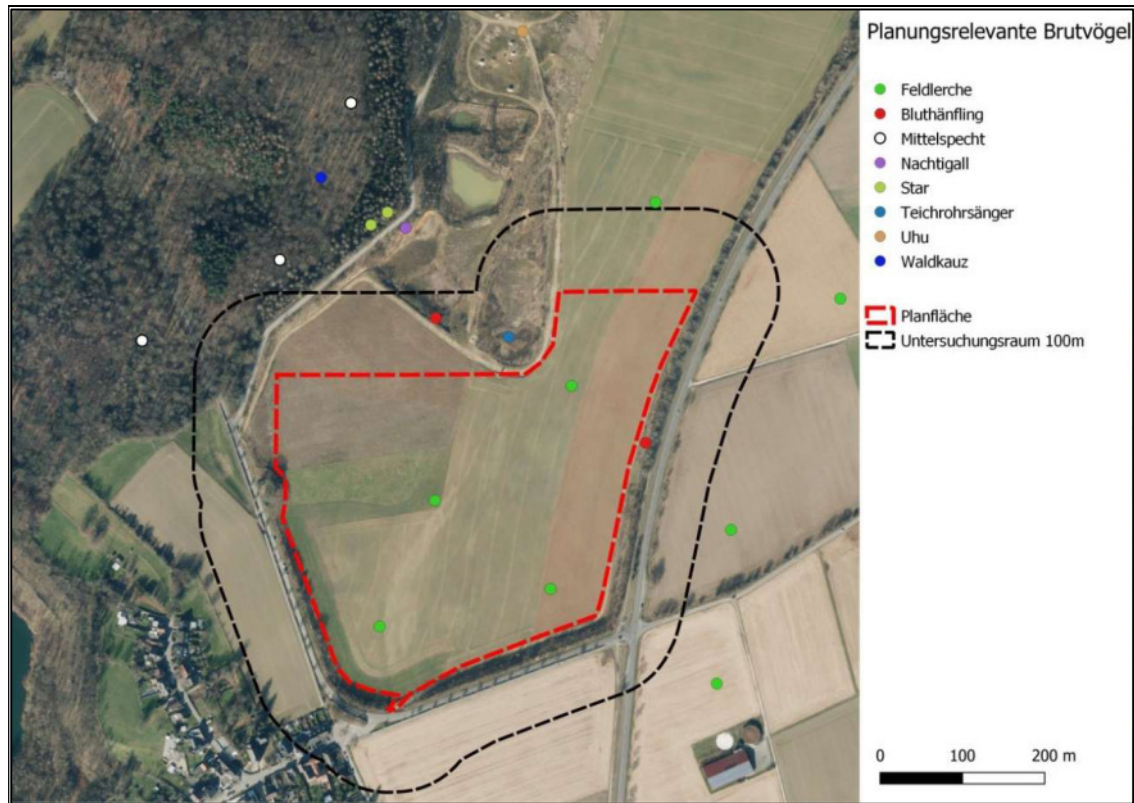 Planungsrelevante Brutvögel
Feldlerche
Bluthänfling
Mittelspecht
Nachtigall
Star
Teichrohrsänger
Uhu
Waldkauz
Planfläche
Untersuchungsraum 100m
0 100 200 m